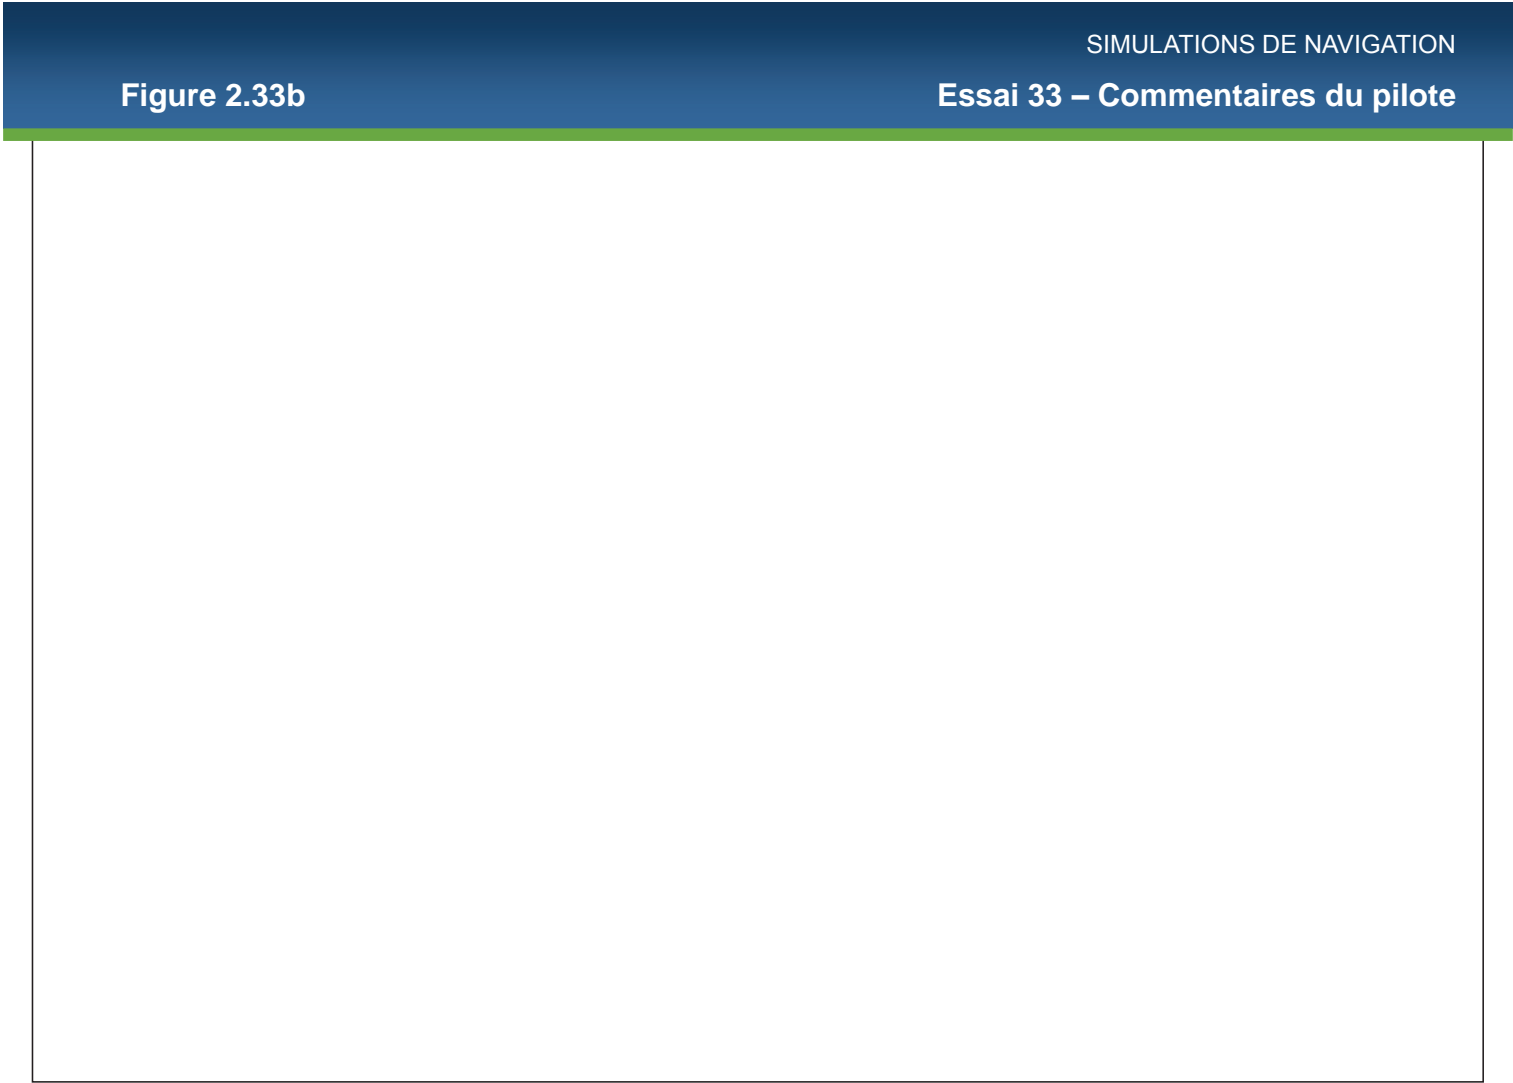 SIMULATIONS DE NAVIGATION
Figure 2.33b
Essai 33 – Commentaires du pilote